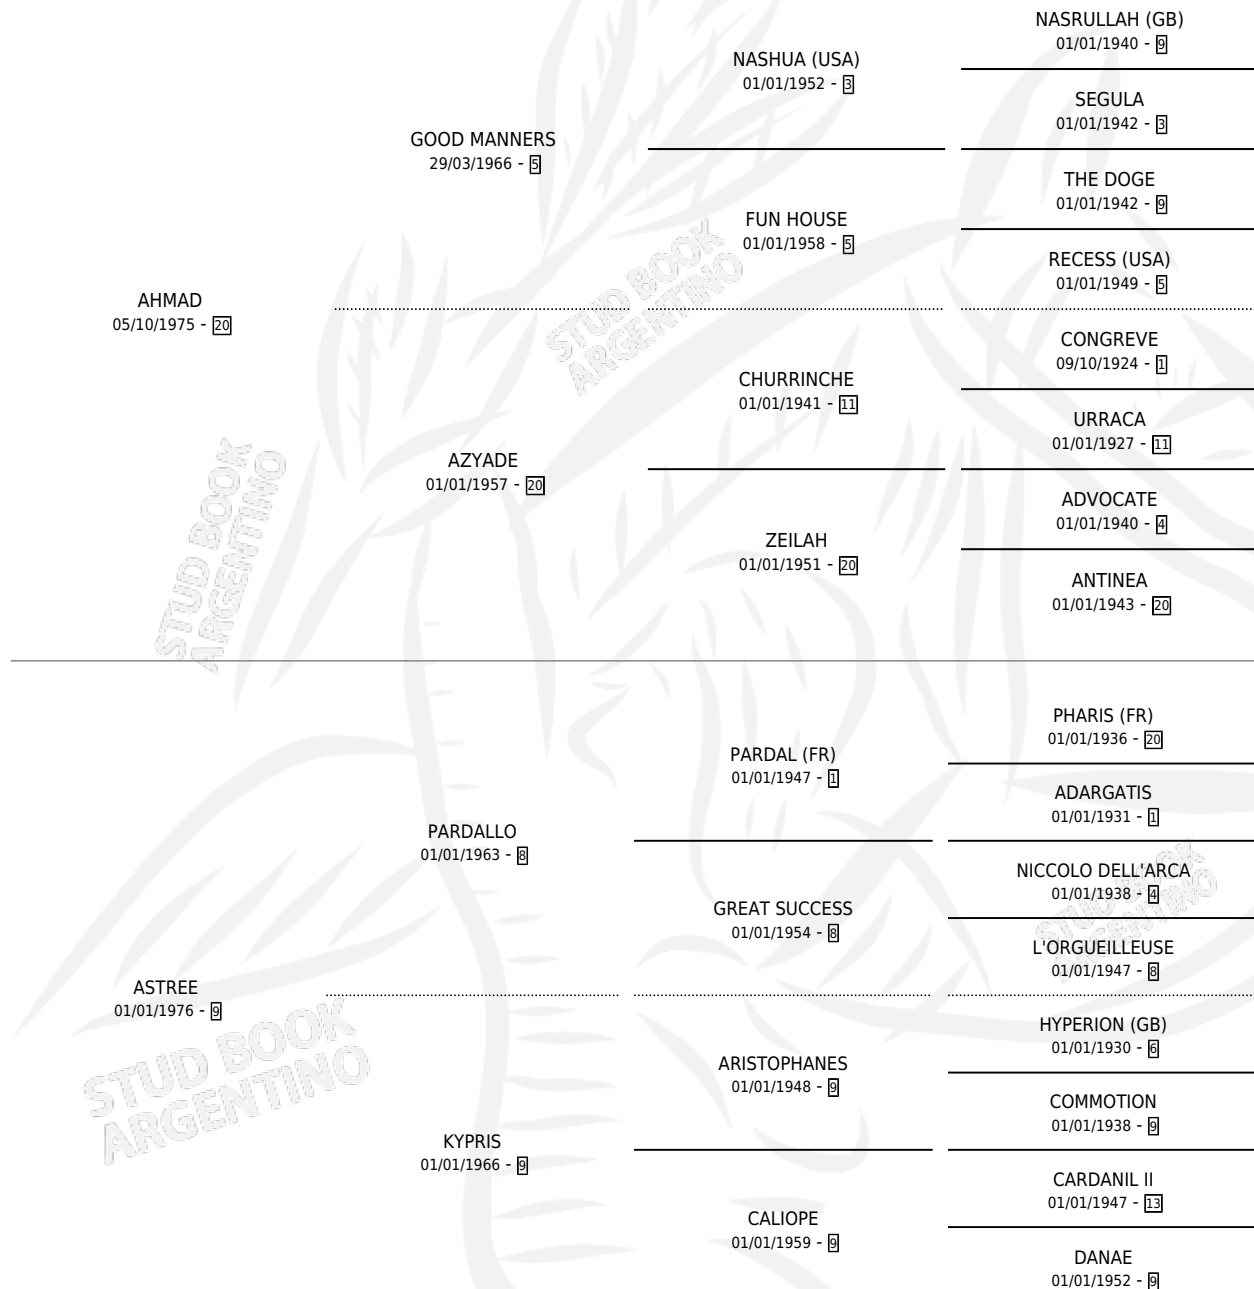 NASRULLAH (GB)
01/01/1940 - 9
NASHUA (USA)
01/01/1952 - 3
SEGULA
01/01/1942 - 3
GOOD MANNERS
29/03/1966 - 5
THE DOGE
01/01/1942 - 9
FUN HOUSE
01/01/1958 - 5
RECESS (USA)
01/01/1949 - 5
AHMAD
05/10/1975 - 20
CONGREVE
09/10/1924 - 1
CHURRINCHE
01/01/1941 - 11
URRACA
01/01/1927 - 11
AZYADE
01/01/1957 - 20
ADVOCATE
01/01/1940 - 4
ZEILAH
01/01/1951 - 20
ANTINEA
01/01/1943 - 20
PHARIS (FR)
01/01/1936 - 20
PARDAL (FR)
01/01/1947 - 1
ADARGATIS
01/01/1931 - 1
PARDALLO
01/01/1963 - 8
NICCOLO DELL'ARCA
01/01/1938 - 4
GREAT SUCCESS
01/01/1954 - 8
L'ORGUEILLEUSE
01/01/1947 - 8
ASTREE
01/01/1976 - 9
HYPERION (GB)
01/01/1930 - 6
ARISTOPHANES
01/01/1948 - 9
COMMOTION
01/01/1938 - 9
KYPRIS
01/01/1966 - 9
CARDANIL II
01/01/1947 - 13
CALIOPE
01/01/1959 - 9
DANAE
01/01/1952 - 9
STUD BOOK
ARGENTINO
STUD BOOK
ARGENTINO
STUD BOOK
ARGENTINO
STUD BOOK
ARGENTINO